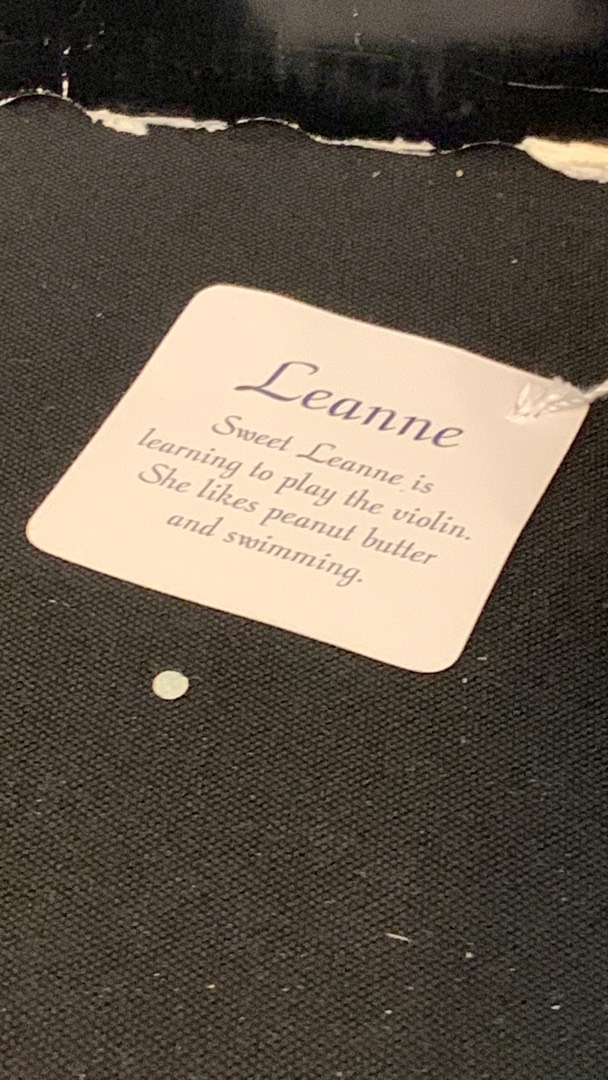 Leanne
Sweet Leanne is
learning to play the violin.
She likes peanut butter
and swimming.